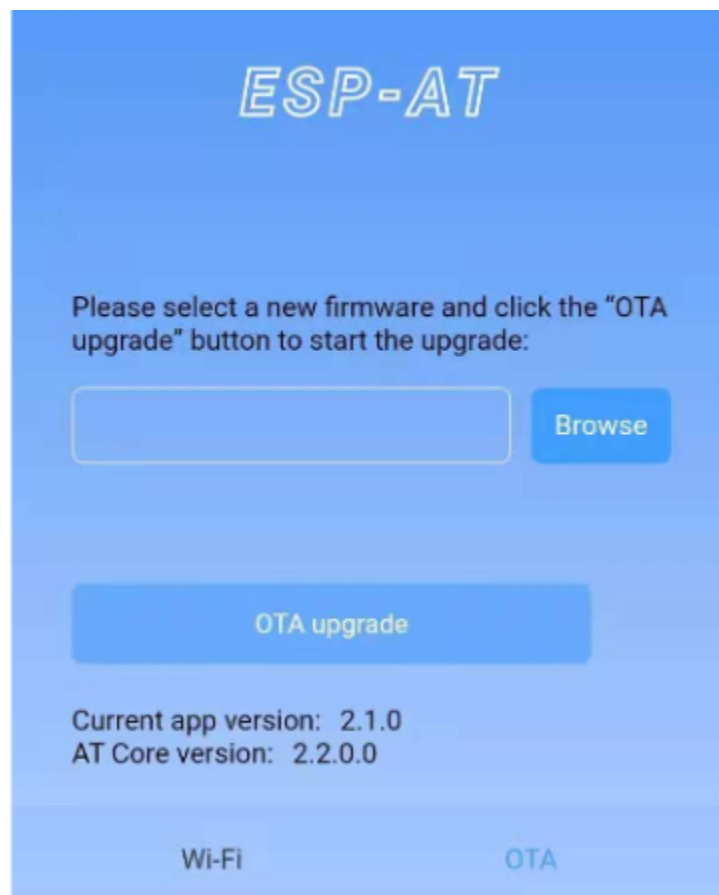 ESP-AT
Please select a new firmware and click the “OTA
upgrade” button to start the upgrade:
Browse
OTA upgrade
Current app version: 2.1.0
AT Core version: 2.2.0.0
Wi-Fi OTA